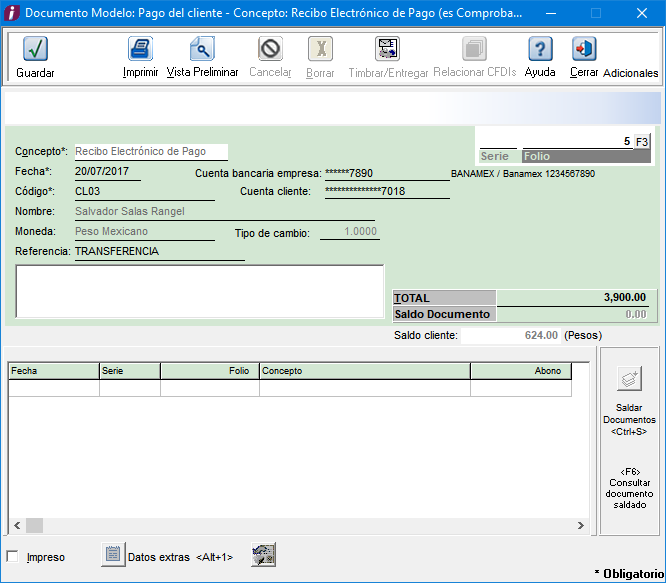 Documento Modelo: Pago del cliente - Concepto: Recibo Electrónico de Pago (es Comproba...
Guardar Imprimir Vista Preliminar Cancelar Borrar Timbrar/Entregar Relacionar CFDIs Ayuda Cerrar Adicionales
5 F3
Serie Folio
Concepto*: Recibo Electrónico de Pago
Fecha*: 20/07/2017 Cuenta bancaria empresa: ******7890 BANAMEX / Banamex 1234567890
Código*: CL03 Cuenta cliente: **************7018
Nombre: Salvador Salas Rangel
Moneda: Peso Mexicano Tipo de cambio: 1.0000
Referencia: TRANSFERENCIA
TOTAL 3,900.00
Saldo Documento 0.00
Saldo cliente: 624.00 (Pesos)
Fecha Serie Folio Concepto Abono
Saldar
Documentos
<Ctrl+S>
<F6>
Consultar
documento
saldado
Impreso Datos extras <Alt+1>
* Obligatorio